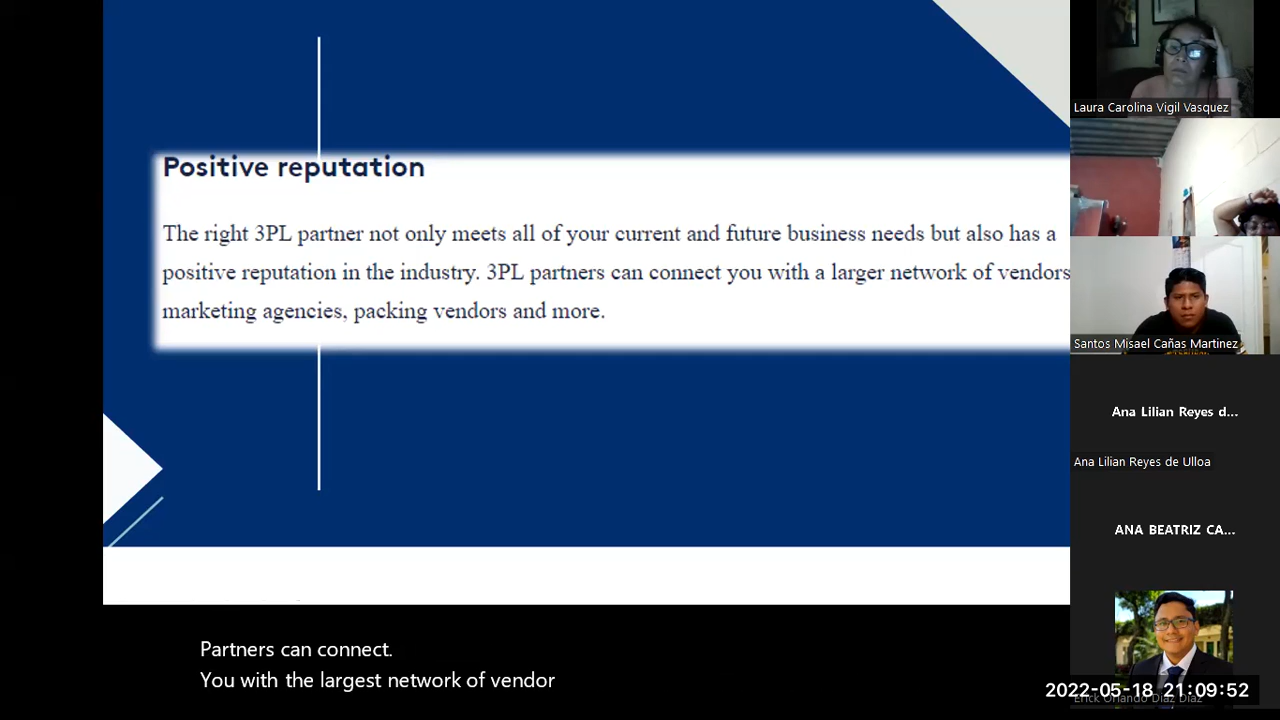 Positive reputation
The right 3PL partner not only meets all of your current and future business needs but also has a
positive reputation in the industry. 3PL partners can connect you with a larger network of vendors
marketing agencies, packing vendors and more.
Partners can connect.
You with the largest network of vendor
Laura Carolina Vigil Vasquez
Santos Misael Cañas Martinez
Ana Lilian Reyes d...
Ana Lilian Reyes de Ulloa
ANA BEATRIZ CA...
2022-05-18 21:09:52
Erick Orlando Díaz Díaz